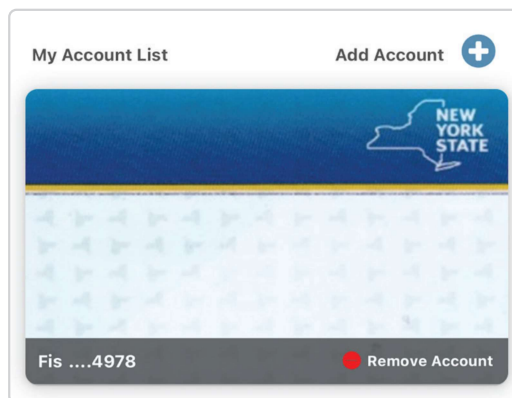 My Account List
Add Account
NEW
YORK
STATE
Fis ....4978
Remove Account